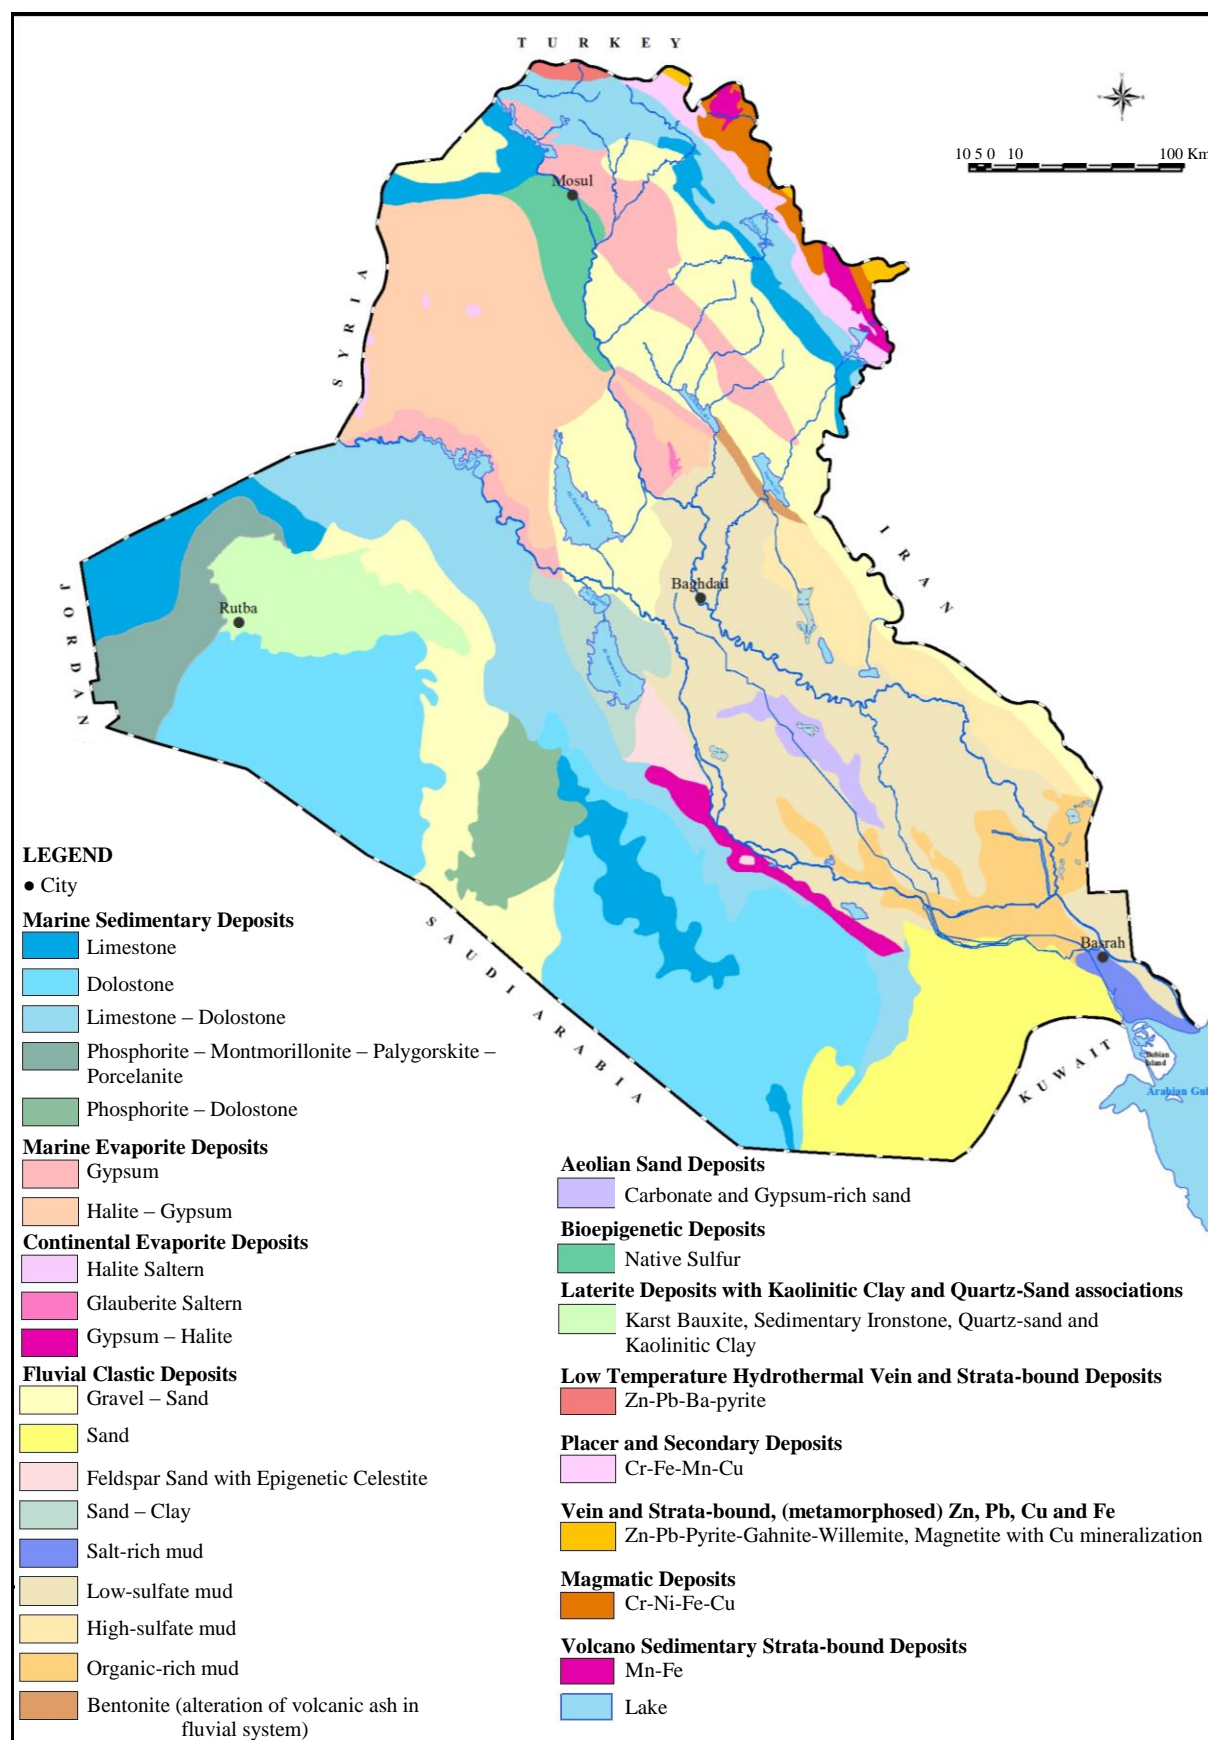 T U R K E Y
N
10 5 0 10 100 Km
Mosul
S Y R I A
I R A N
Baghdad
Rutba
J O R D A N
Basrah
S A U D I A R A B I A
K U W A I T
Bubian
Island
Arabian Gul
LEGEND
● City
Marine Sedimentary Deposits
Limestone
Dolostone
Limestone – Dolostone
Phosphorite – Montmorillonite – Palygorskite –
Porcelanite
Phosphorite – Dolostone
Marine Evaporite Deposits
Gypsum
Halite – Gypsum
Continental Evaporite Deposits
Halite Saltern
Glauberite Saltern
Gypsum – Halite
Fluvial Clastic Deposits
Gravel – Sand
Sand
Feldspar Sand with Epigenetic Celestite
Sand – Clay
Salt-rich mud
Low-sulfate mud
High-sulfate mud
Organic-rich mud
Bentonite (alteration of volcanic ash in
fluvial system)
Aeolian Sand Deposits
Carbonate and Gypsum-rich sand
Bioepigenetic Deposits
Native Sulfur
Laterite Deposits with Kaolinitic Clay and Quartz-Sand associations
Karst Bauxite, Sedimentary Ironstone, Quartz-sand and
Kaolinitic Clay
Low Temperature Hydrothermal Vein and Strata-bound Deposits
Zn-Pb-Ba-pyrite
Placer and Secondary Deposits
Cr-Fe-Mn-Cu
Vein and Strata-bound, (metamorphosed) Zn, Pb, Cu and Fe
Zn-Pb-Pyrite-Gahnite-Willemite, Magnetite with Cu mineralization
Magmatic Deposits
Cr-Ni-Fe-Cu
Volcano Sedimentary Strata-bound Deposits
Mn-Fe
Lake